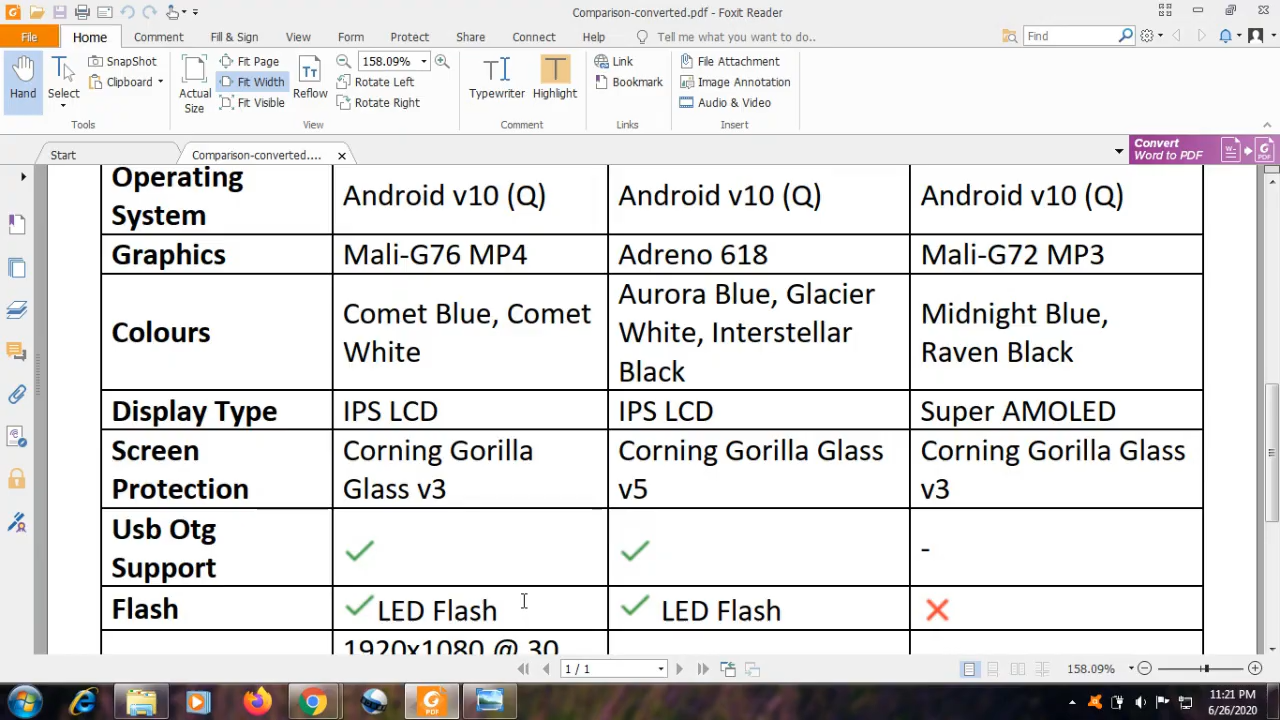 Comparison-converted.pdf - Foxit Reader
File Home Comment Fill & Sign View Form Protect Share Connect Help Tell me what you want to do.. Find
Hand
Select
SnapShot
Clipboard
Tools
Actual Size
Fit Page
Fit Width
Fit Visible
Reflow
158.09%
Rotate Left
Rotate Right
View
Typewriter
Highlight
Comment
Link
Bookmark
Links
File Attachment
Image Annotation
Audio & Video
Insert
Start Comparison-converted....
Convert
Word to PDF
Operating
System
Android v10 (Q)
Android v10 (Q)
Android v10 (Q)
Graphics
Mali-G76 MP4
Adreno 618
Mali-G72 MP3
Colours
Comet Blue, Comet
White
Aurora Blue, Glacier
White, Interstellar
Black
Midnight Blue,
Raven Black
Display Type
IPS LCD
IPS LCD
Super AMOLED
Screen
Protection
Corning Gorilla
Glass v3
Corning Gorilla Glass
v5
Corning Gorilla Glass
v3
Usb Otg
Support
-
Flash
LED Flash
LED Flash
1920x1080 @ 30
1 / 1
158.09%
PDF
11:21 PM
6/26/2020